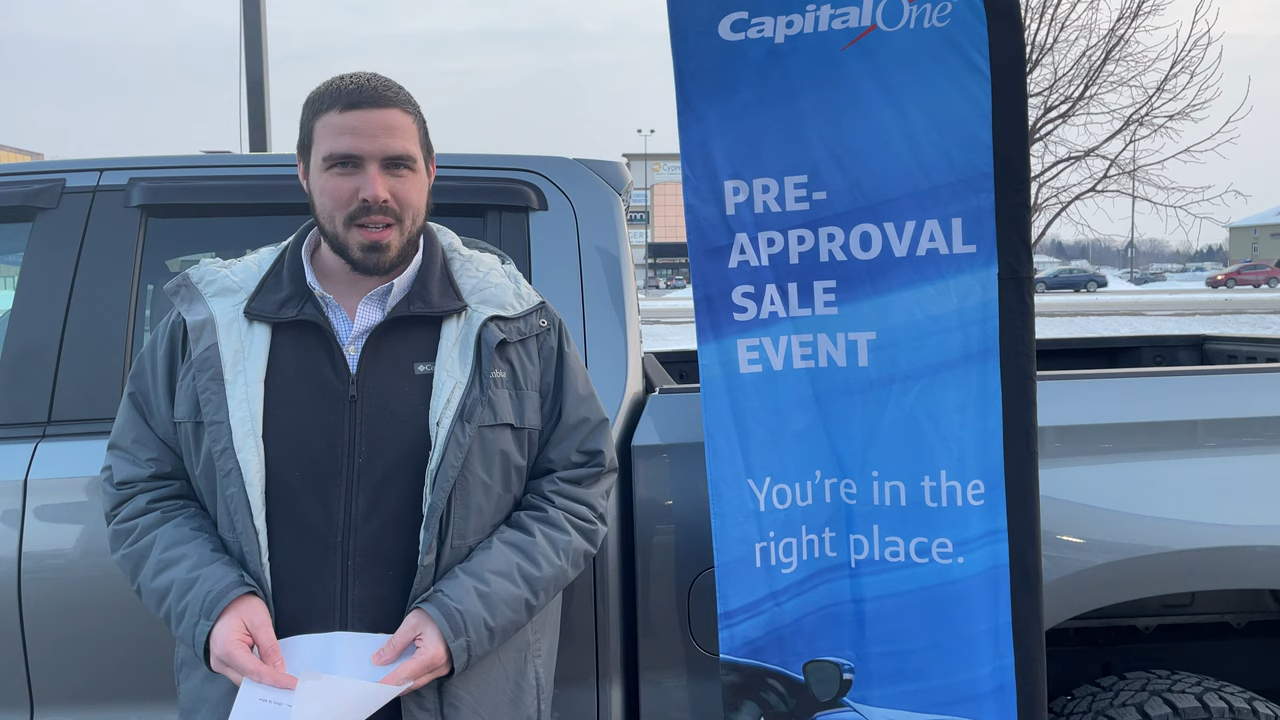 CapitalOne
PRE-
APPROVAL
SALE
EVENT
You're in the
right place.